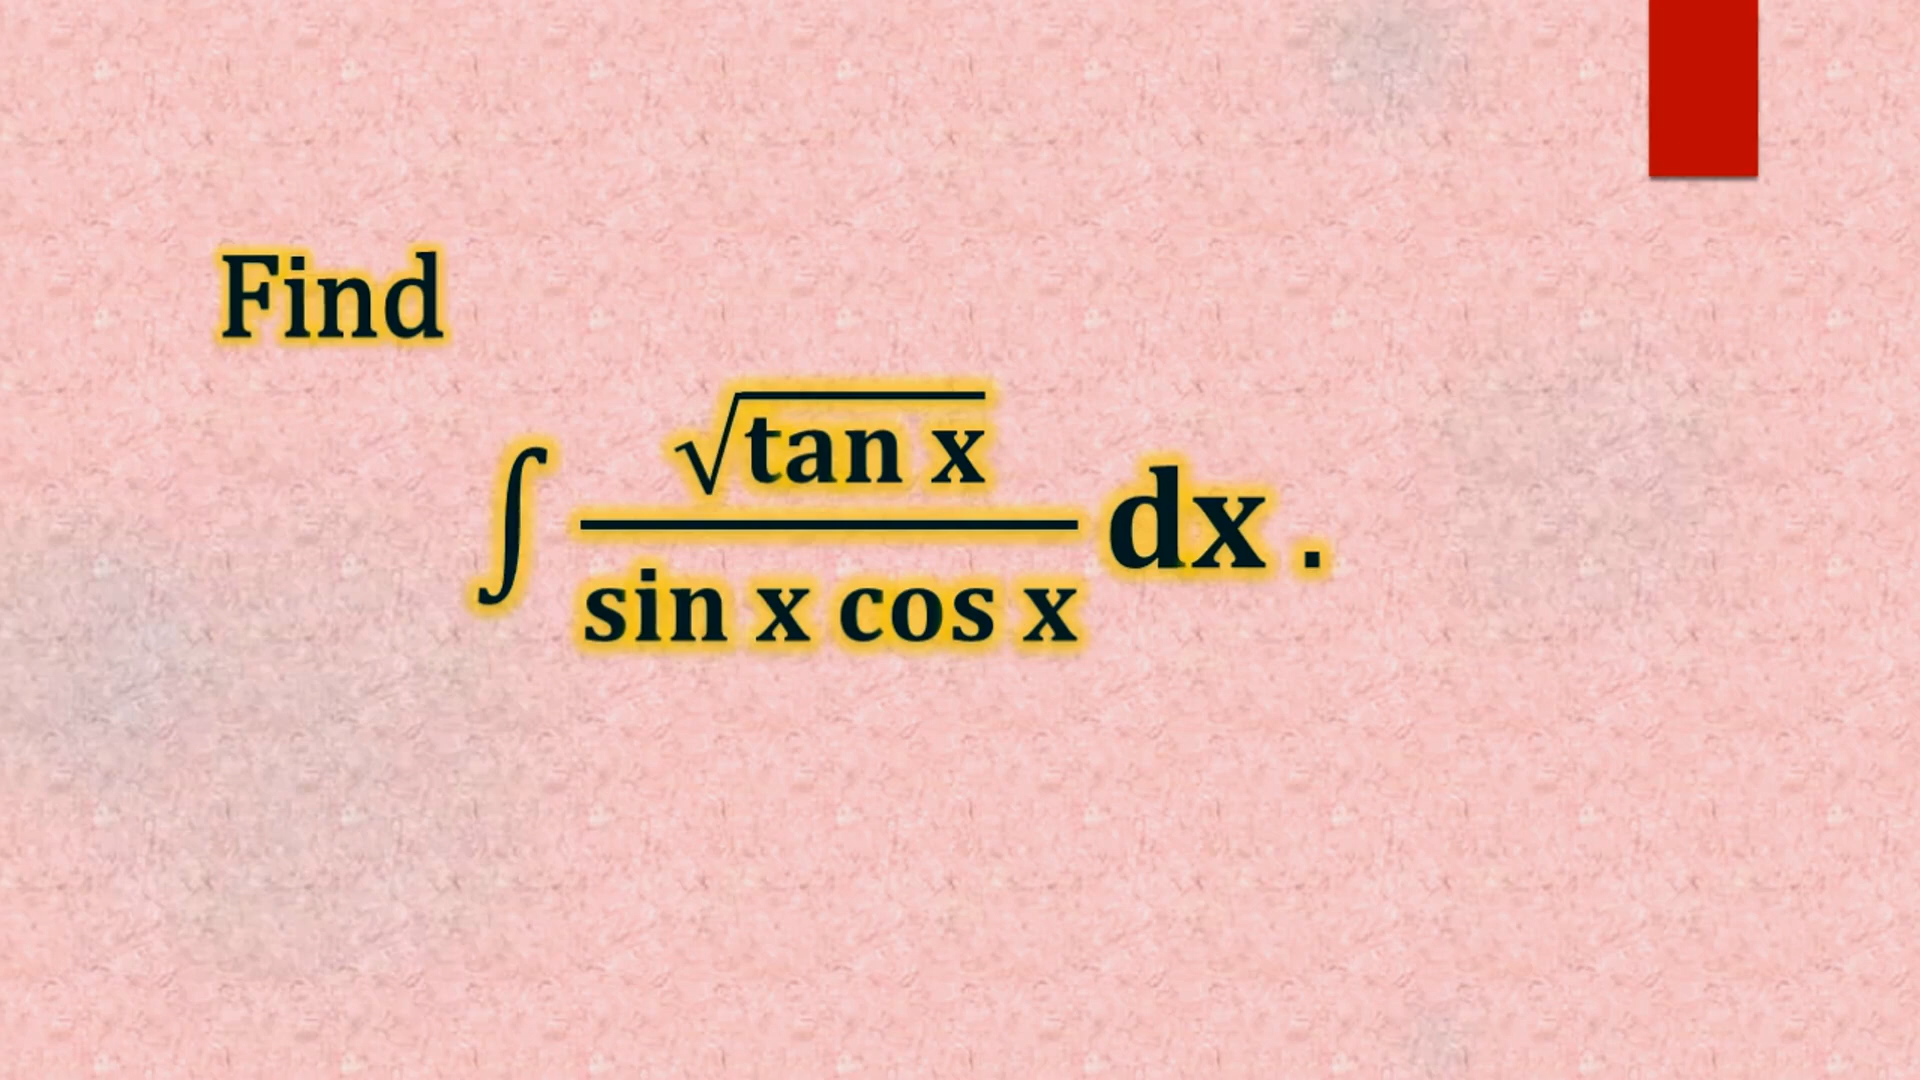 Find
∫ √tan x / sin x cos x dx .